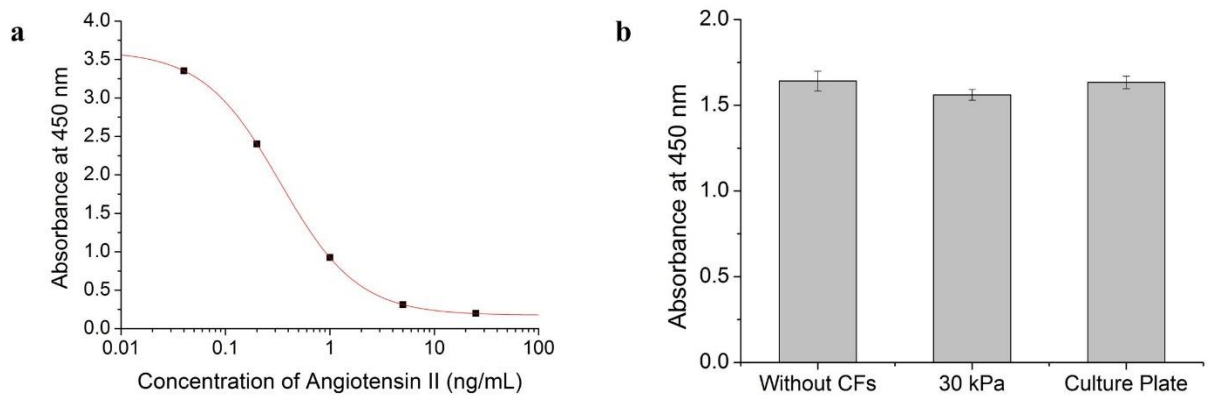 a
4.0
3.5
3.0
2.5
2.0
1.5
1.0
0.5
0.0
Absorbance at 450 nm
0.01 0.1 1 10 100
Concentration of Angiotensin II (ng/mL)
b
2.0
1.5
1.0
0.5
0.0
Absorbance at 450 nm
Without CFs 30 kPa Culture Plate